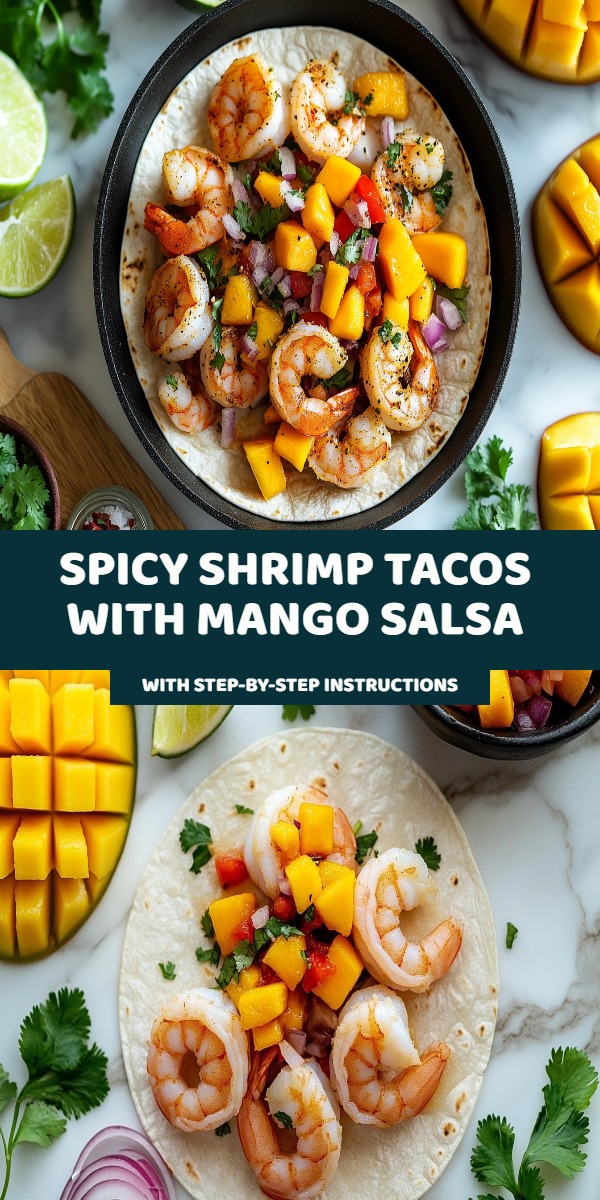 SPICY SHRIMP TACOS
WITH MANGO SALSA
WITH STEP-BY-STEP INSTRUCTIONS